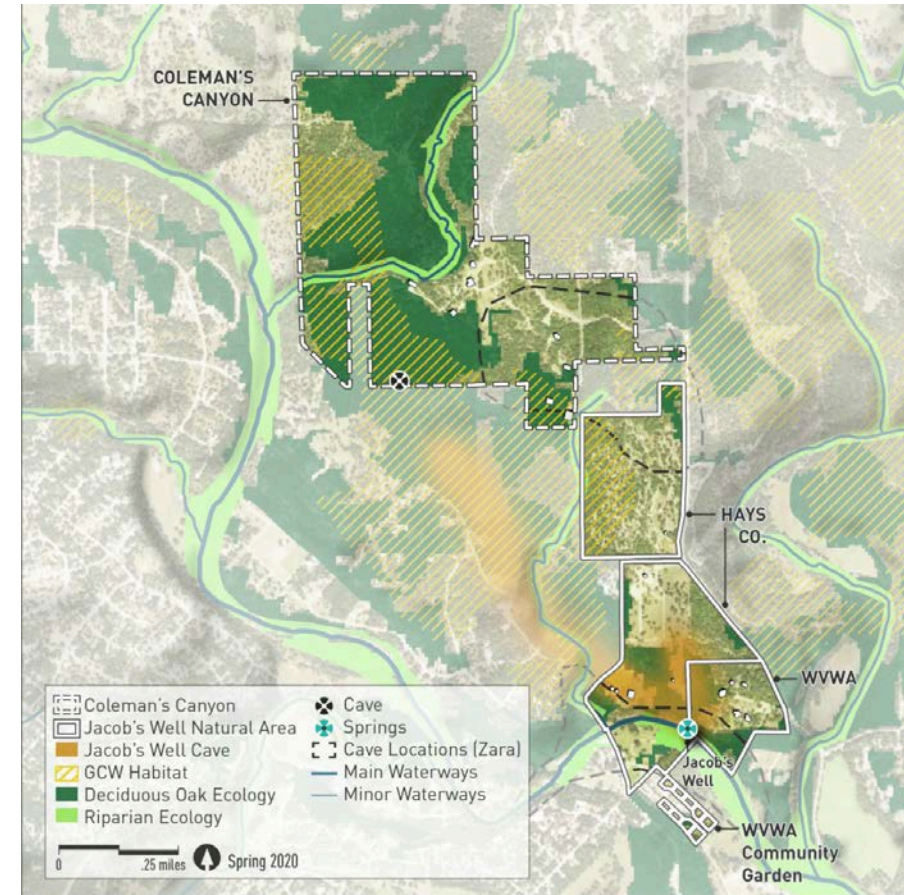 COLEMAN'S
CANYON
HAYS
CO.
WVWA
Jacob's
Well
WVWA
Community
Garden
Coleman's Canyon
Jacob's Well Natural Area
Jacob's Well Cave
GCW Habitat
Deciduous Oak Ecology
Riparian Ecology
Cave
Springs
Cave Locations (Zara)
Main Waterways
Minor Waterways
0 .25 miles Spring 2020